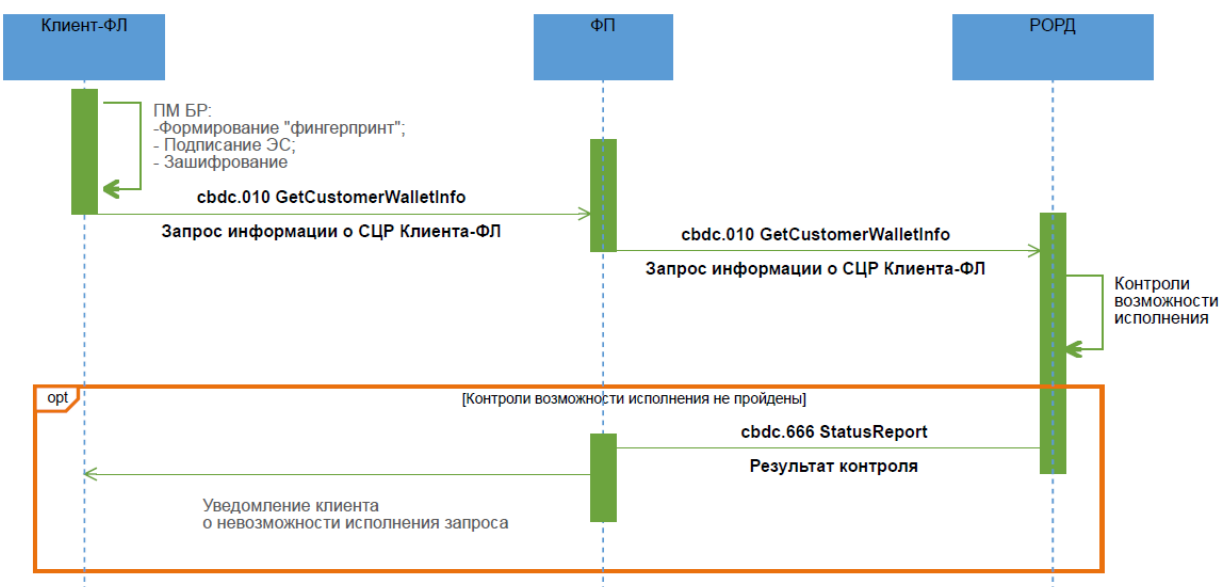 Клиент-ФЛ
ФП
РОРД
ПМ БР:
-Формирование "фингерпринт";
- Подписание ЭС;
- Зашифрование
cbdc.010 GetCustomerWalletInfo
Запрос информации о СЦР Клиента-ФЛ
cbdc.010 GetCustomerWalletInfo
Запрос информации о СЦР Клиента-ФЛ
Контроли
возможности
исполнения
opt
[Контроли возможности исполнения не пройдены]
cbdc.666 StatusReport
Результат контроля
Уведомление клиента
о невозможности исполнения запроса